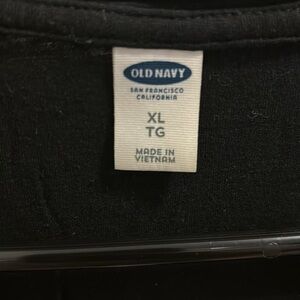 OLD NAVY
SAN FRANCISCO
CALIFORNIA
XL
TG
MADE IN
VIETNAM